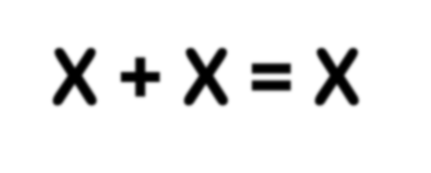 X + X = X